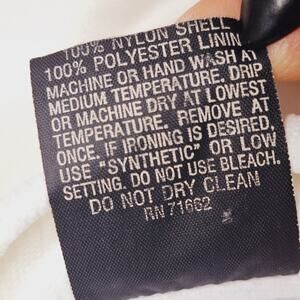 100% NYLON SHELL
100% POLYESTER LININ
MACHINE OR HAND WASH AT
MEDIUM TEMPERATURE. DRIP
OR MACHINE DRY AT LOWEST
TEMPERATURE. REMOVE AT
ONCE. IF IRONING IS DESIRED,
USE "SYNTHETIC" OR LOW
SETTING. DO NOT USE BLEACH.
DO NOT DRY CLEAN
RN 71662